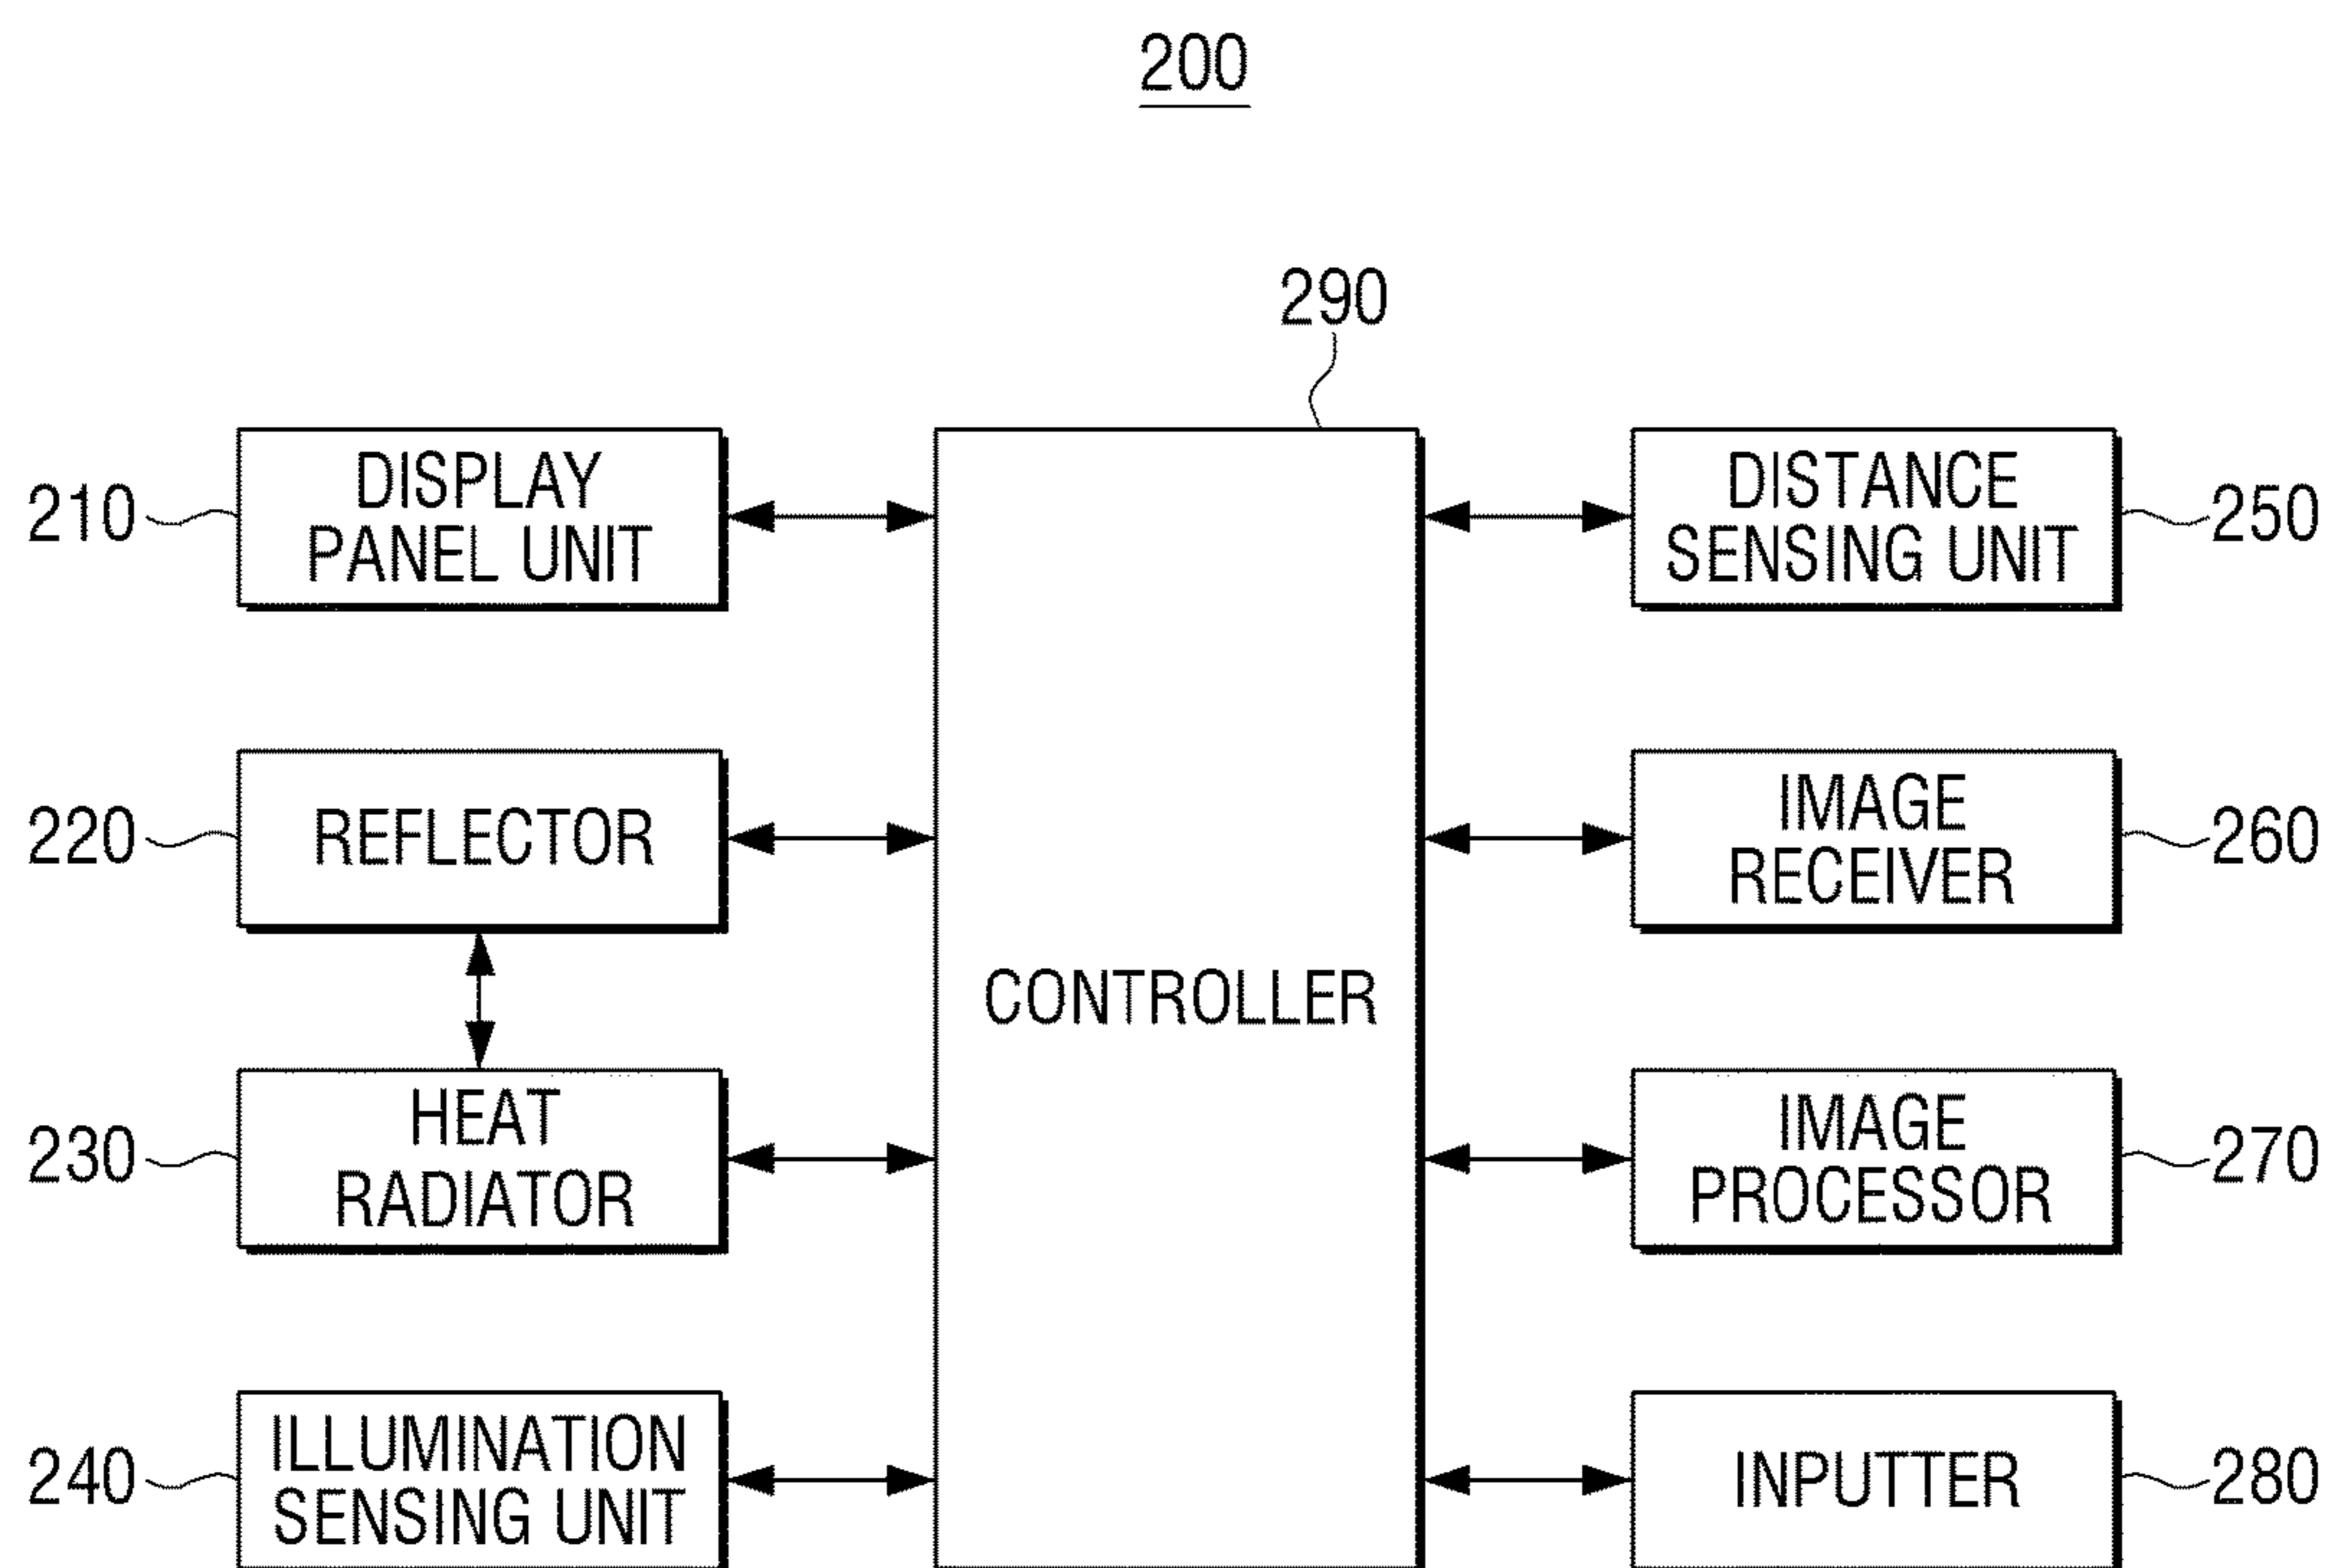 200
290
210
DISPLAY
PANEL UNIT
DISTANCE
SENSING UNIT
250
220
REFLECTOR
IMAGE
RECEIVER
260
CONTROLLER
230
HEAT
RADIATOR
IMAGE
PROCESSOR
270
240
ILLUMINATION
SENSING UNIT
INPUTTER
280